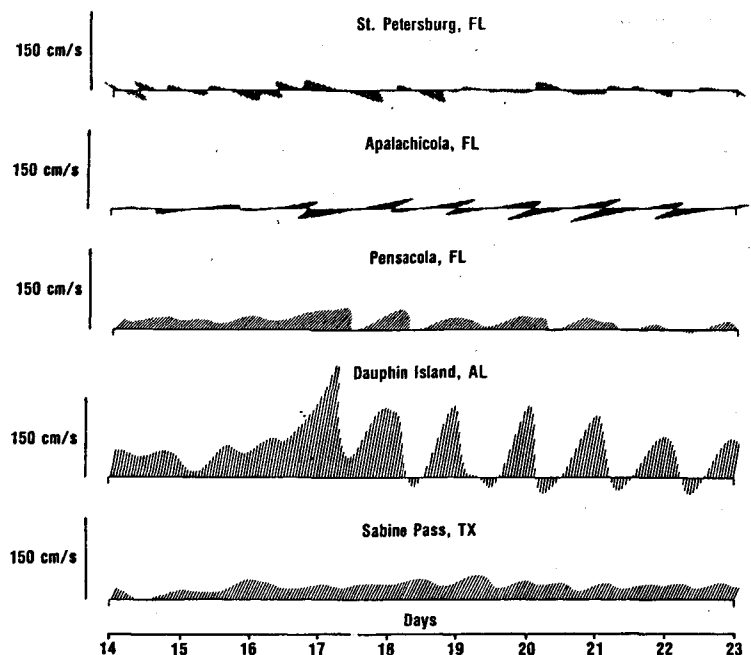 St. Petersburg, FL
150 cm/s
Apalachicola, FL
150 cm/s
Pensacola, FL
150 cm/s
Dauphin Island, AL
150 cm/s
Sabine Pass, TX
150 cm/s
Days
14 15 16 17 18 19 20 21 22 23